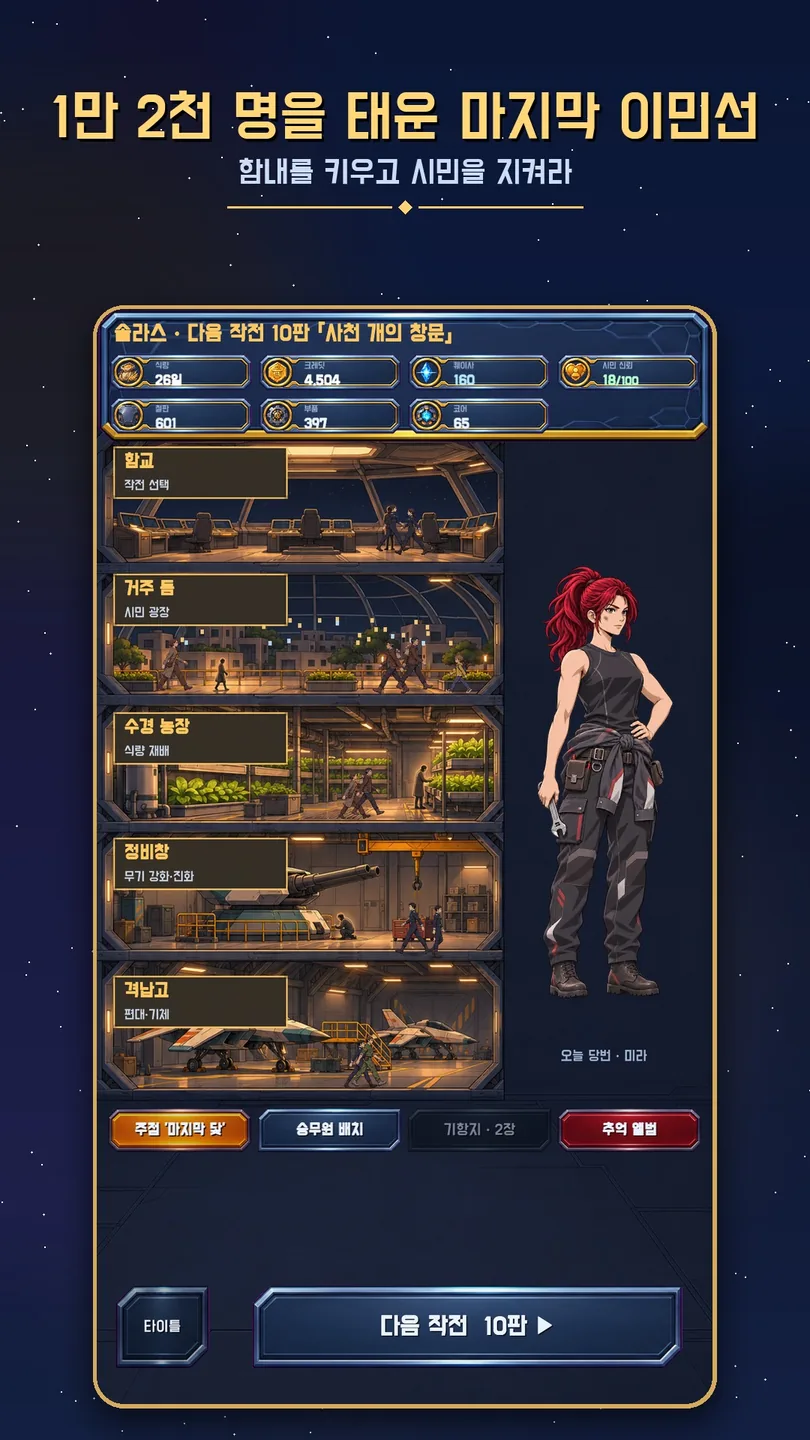 1만 2천 명을 태운 마지막 이민선
함내를 키우고 시민을 지켜라
솔라스 · 다음 작전 10판 「사천 개의 창문」
식량
26일
크레딧
4,504
웨이사
160
시민 신뢰
18/100
철판
601
부품
397
코어
65
함교
작전 선택
거주 돔
시민 광장
수경 농장
식량 재배
정비창
무기 강화·진화
격납고
편대·기체
오늘 당번 · 미라
주점 '마지막 닻'
승무원 배치
기항지 · 2장
추억 앨범
타이틀
다음 작전 10판 ▶